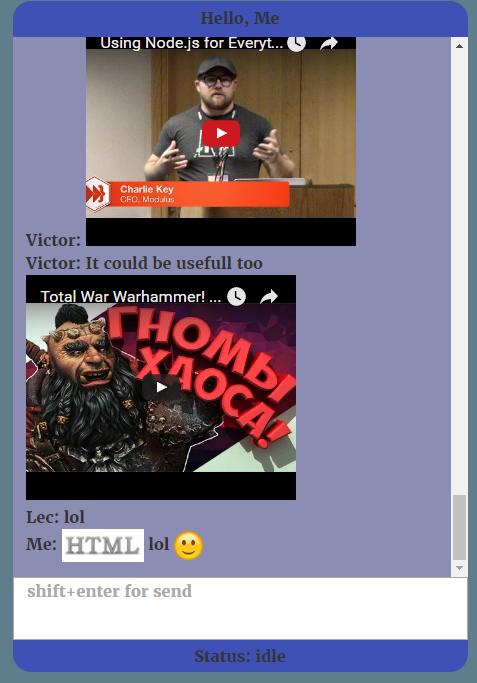 Hello, Me
Using Node.js for Everyt...
Charlie Key
CEO, Modulus
Victor:
Victor: It could be usefull too
Total War Warhammer! ...
ГНОМЫ
ХАОСА!
Lec: lol
Me: HTML lol
shift+enter for send
Status: idle